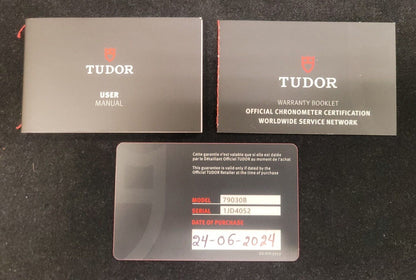 TUDOR
USER
MANUAL
TUDOR
WARRANTY BOOKLET
OFFICIAL CHRONOMETER CERTIFICATION
WORLDWIDE SERVICE NETWORK
Cette garantie n'est valable que si elle est datée
par le Détaillant Officiel TUDOR au moment de l'achat
This guarantee is valid only if dated by the
Official TUDOR Retailer at the time of purchase
MODEL 79030B
SERIAL 1JD4052
DATE OF PURCHASE
24-06-2024